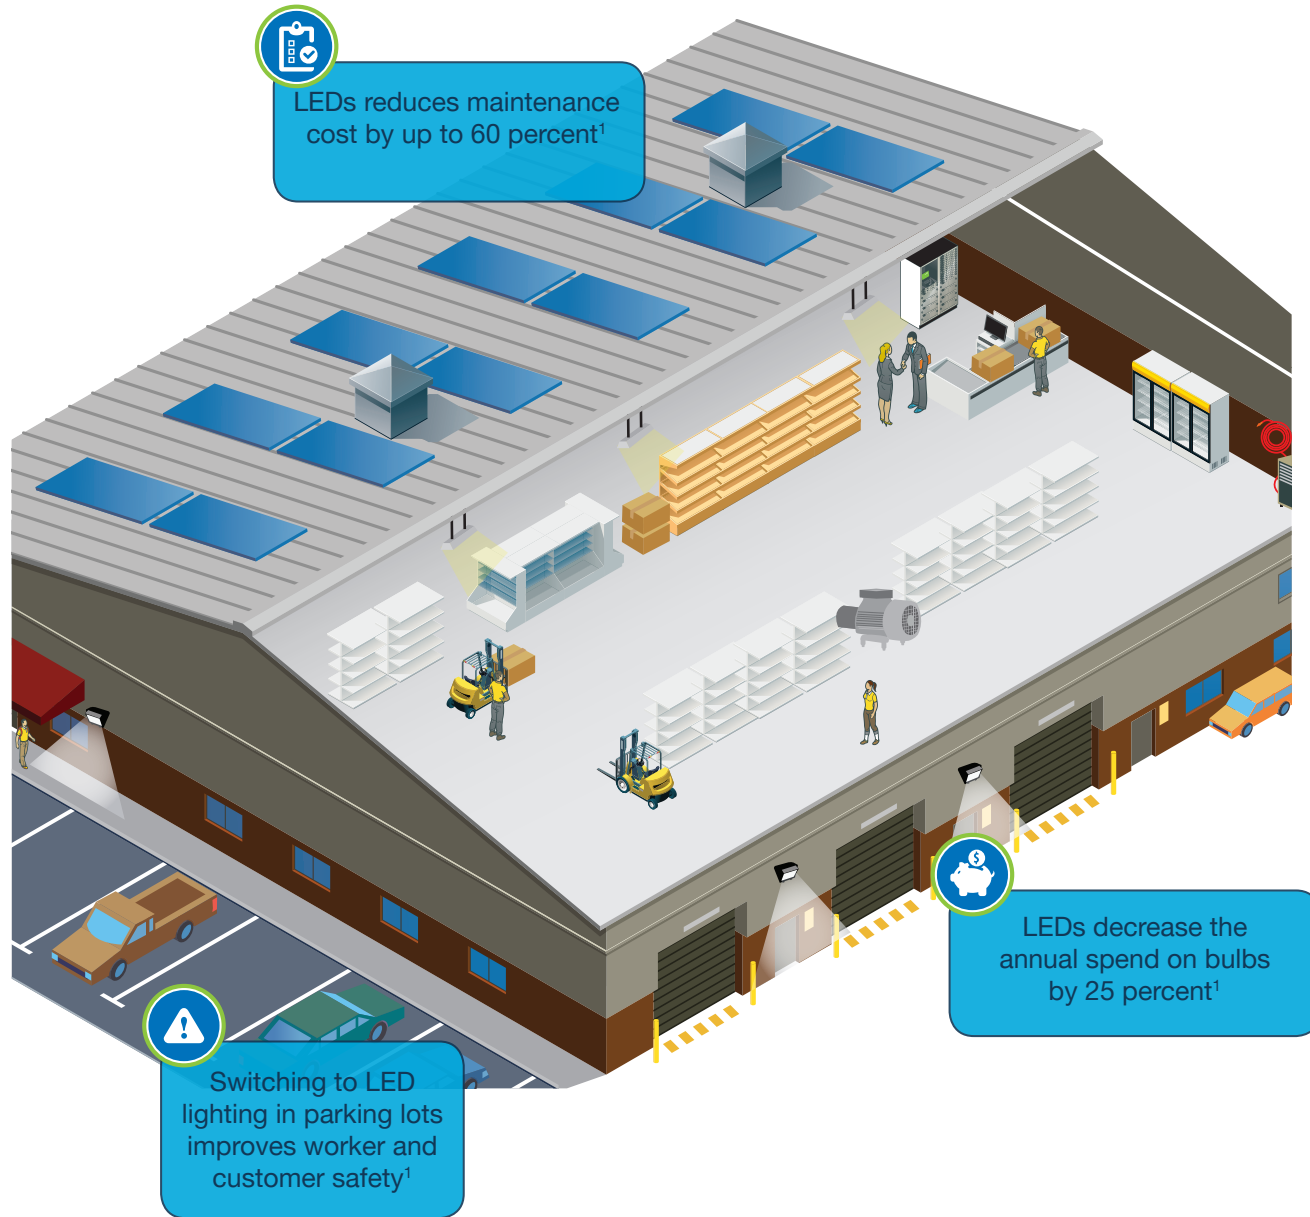 LEDs reduces maintenance
cost by up to 60 percent¹
LEDs decrease the
annual spend on bulbs
by 25 percent¹
Switching to LED
lighting in parking lots
improves worker and
customer safety¹